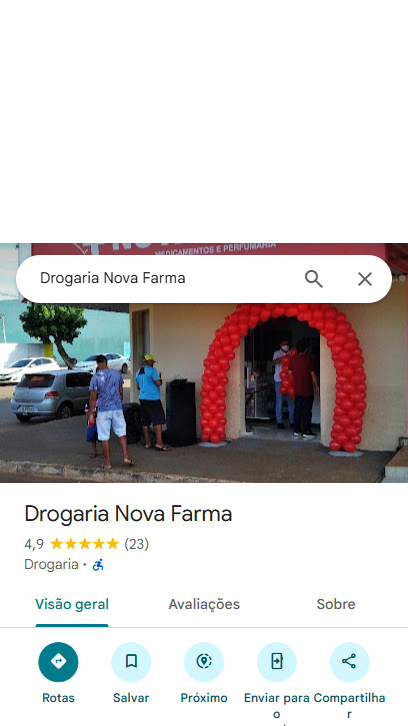 MEDICAMENTOS E PERFUMARIA
Drogaria Nova Farma
Drogaria Nova Farma
4,9 (23)
Drogaria •
Visão geral
Avaliações
Sobre
Rotas
Salvar
Próximo
Enviar para o
Compartilhar